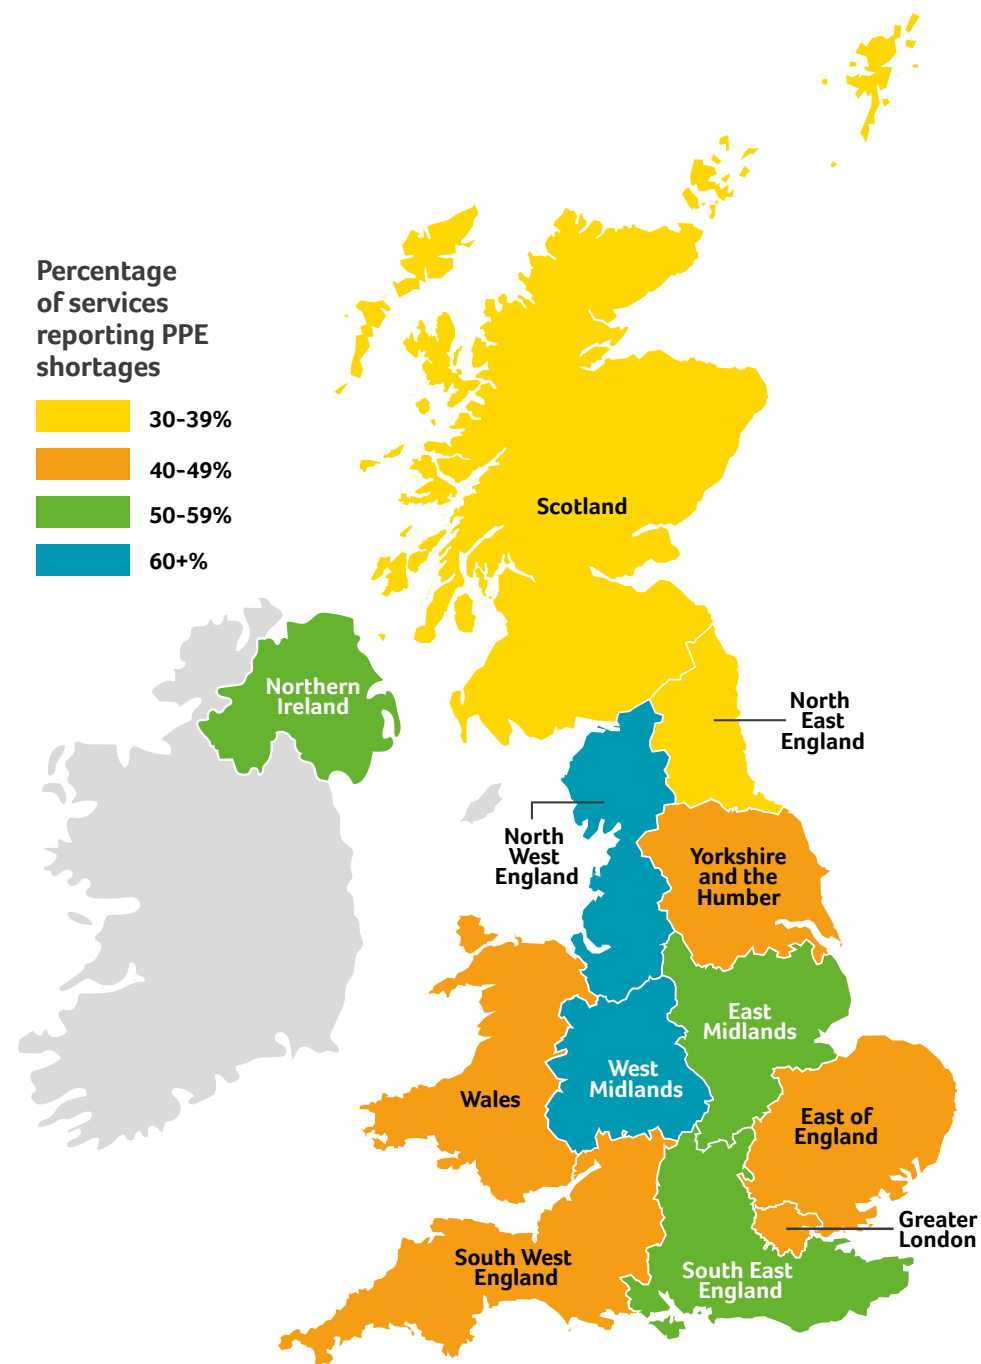 Percentage
of services
reporting PPE
shortages
30-39%
40-49%
50-59%
60+%
Scotland
Northern
Ireland
North
East
England
North
West
England
Yorkshire
and the
Humber
East
Midlands
West
Midlands
Wales
East of
England
Greater
London
South West
England
South East
England